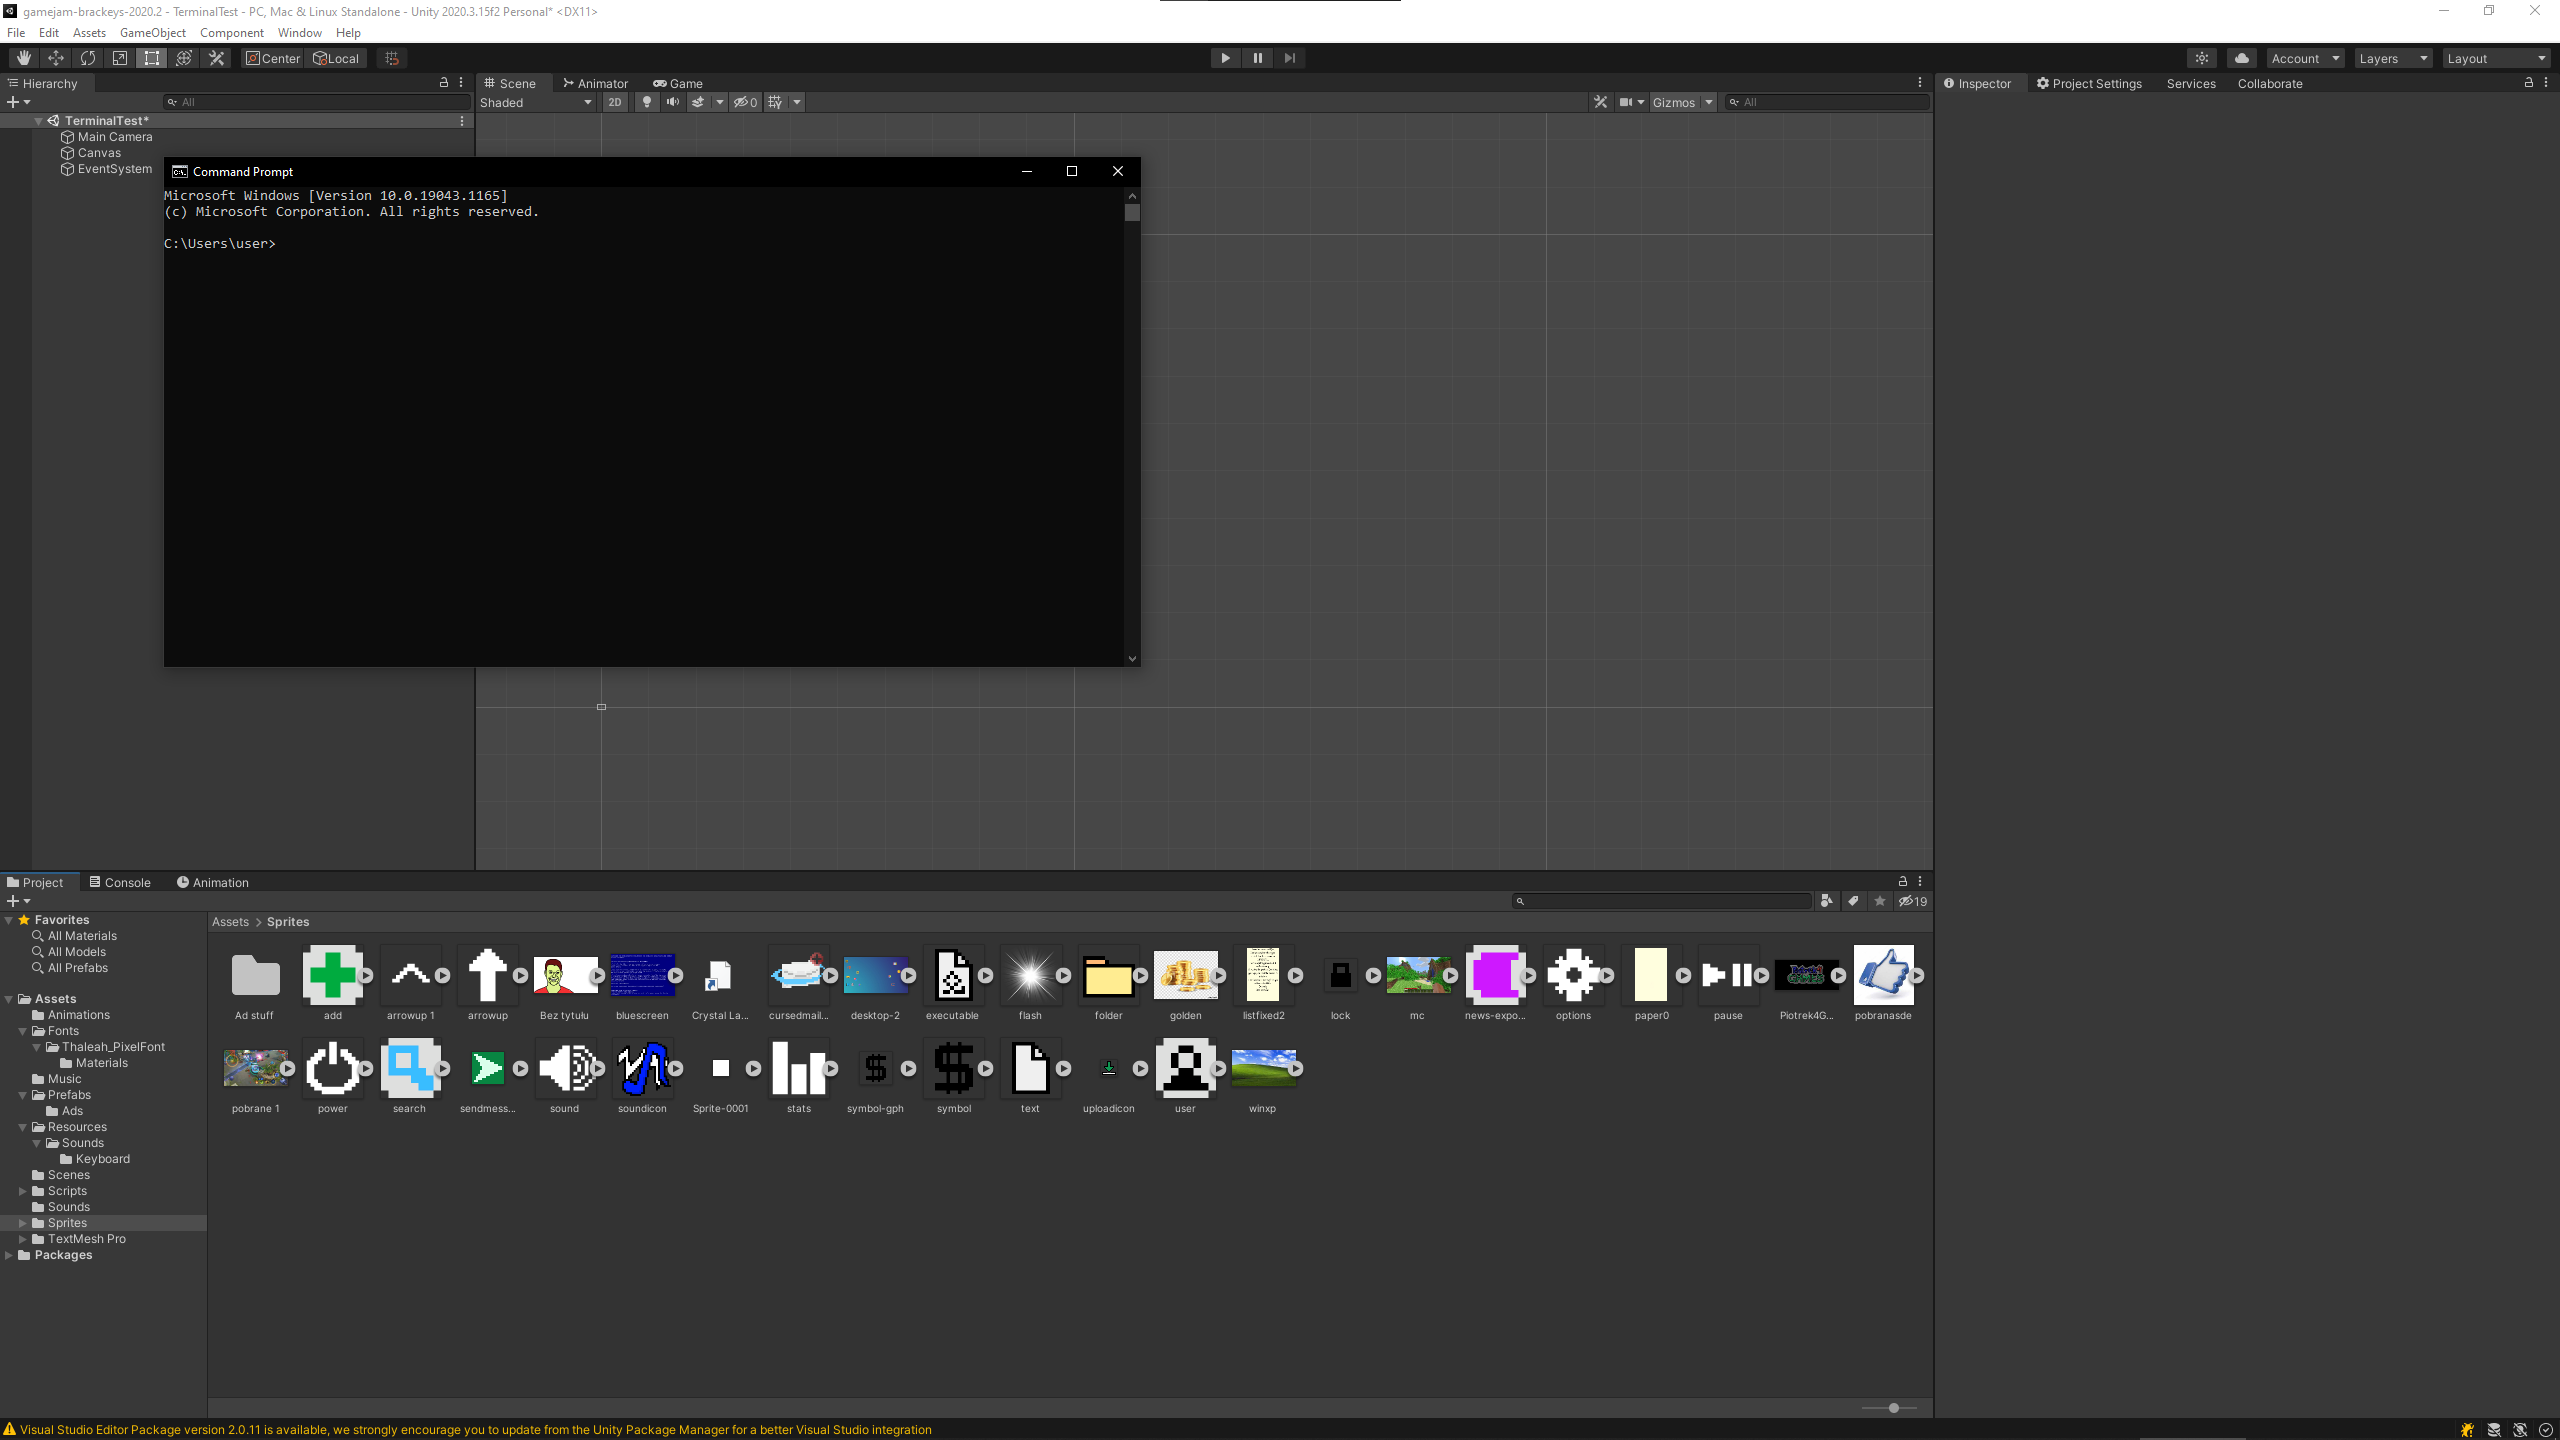 gamejam-brackeys-2020.2 - TerminalTest - PC, Mac & Linux Standalone - Unity 2020.3.15f2 Personal* <DX11>
File Edit Assets GameObject Component Window Help
Center Local Account Layers Layout
Hierarchy Scene Animator Game Inspector Project Settings Services Collaborate
All Shaded 2D 0 Gizmos All
TerminalTest*
Main Camera
Canvas
EventSystem
Command Prompt
Microsoft Windows [Version 10.0.19043.1165]
(c) Microsoft Corporation. All rights reserved.
C:\Users\user>
Project Console Animation
19
Favorites
All Materials
All Models
All Prefabs
Assets
Animations
Fonts
Thaleah_PixelFont
Materials
Music
Prefabs
Ads
Resources
Sounds
Keyboard
Scenes
Scripts
Sounds
Sprites
TextMesh Pro
Packages
Assets > Sprites
Ad stuff add arrowup 1 arrowup Bez tytułu bluescreen Crystal La... cursedmail... desktop-2 executable flash folder golden listfixed2 lock mc news-expo... options paper0 pause Piotrek4G... pobranasde
pobrane 1 power search sendmess... sound soundicon Sprite-0001 stats symbol-gph symbol text uploadicon user winxp
Visual Studio Editor Package version 2.0.11 is available, we strongly encourage you to update from the Unity Package Manager for a better Visual Studio integration